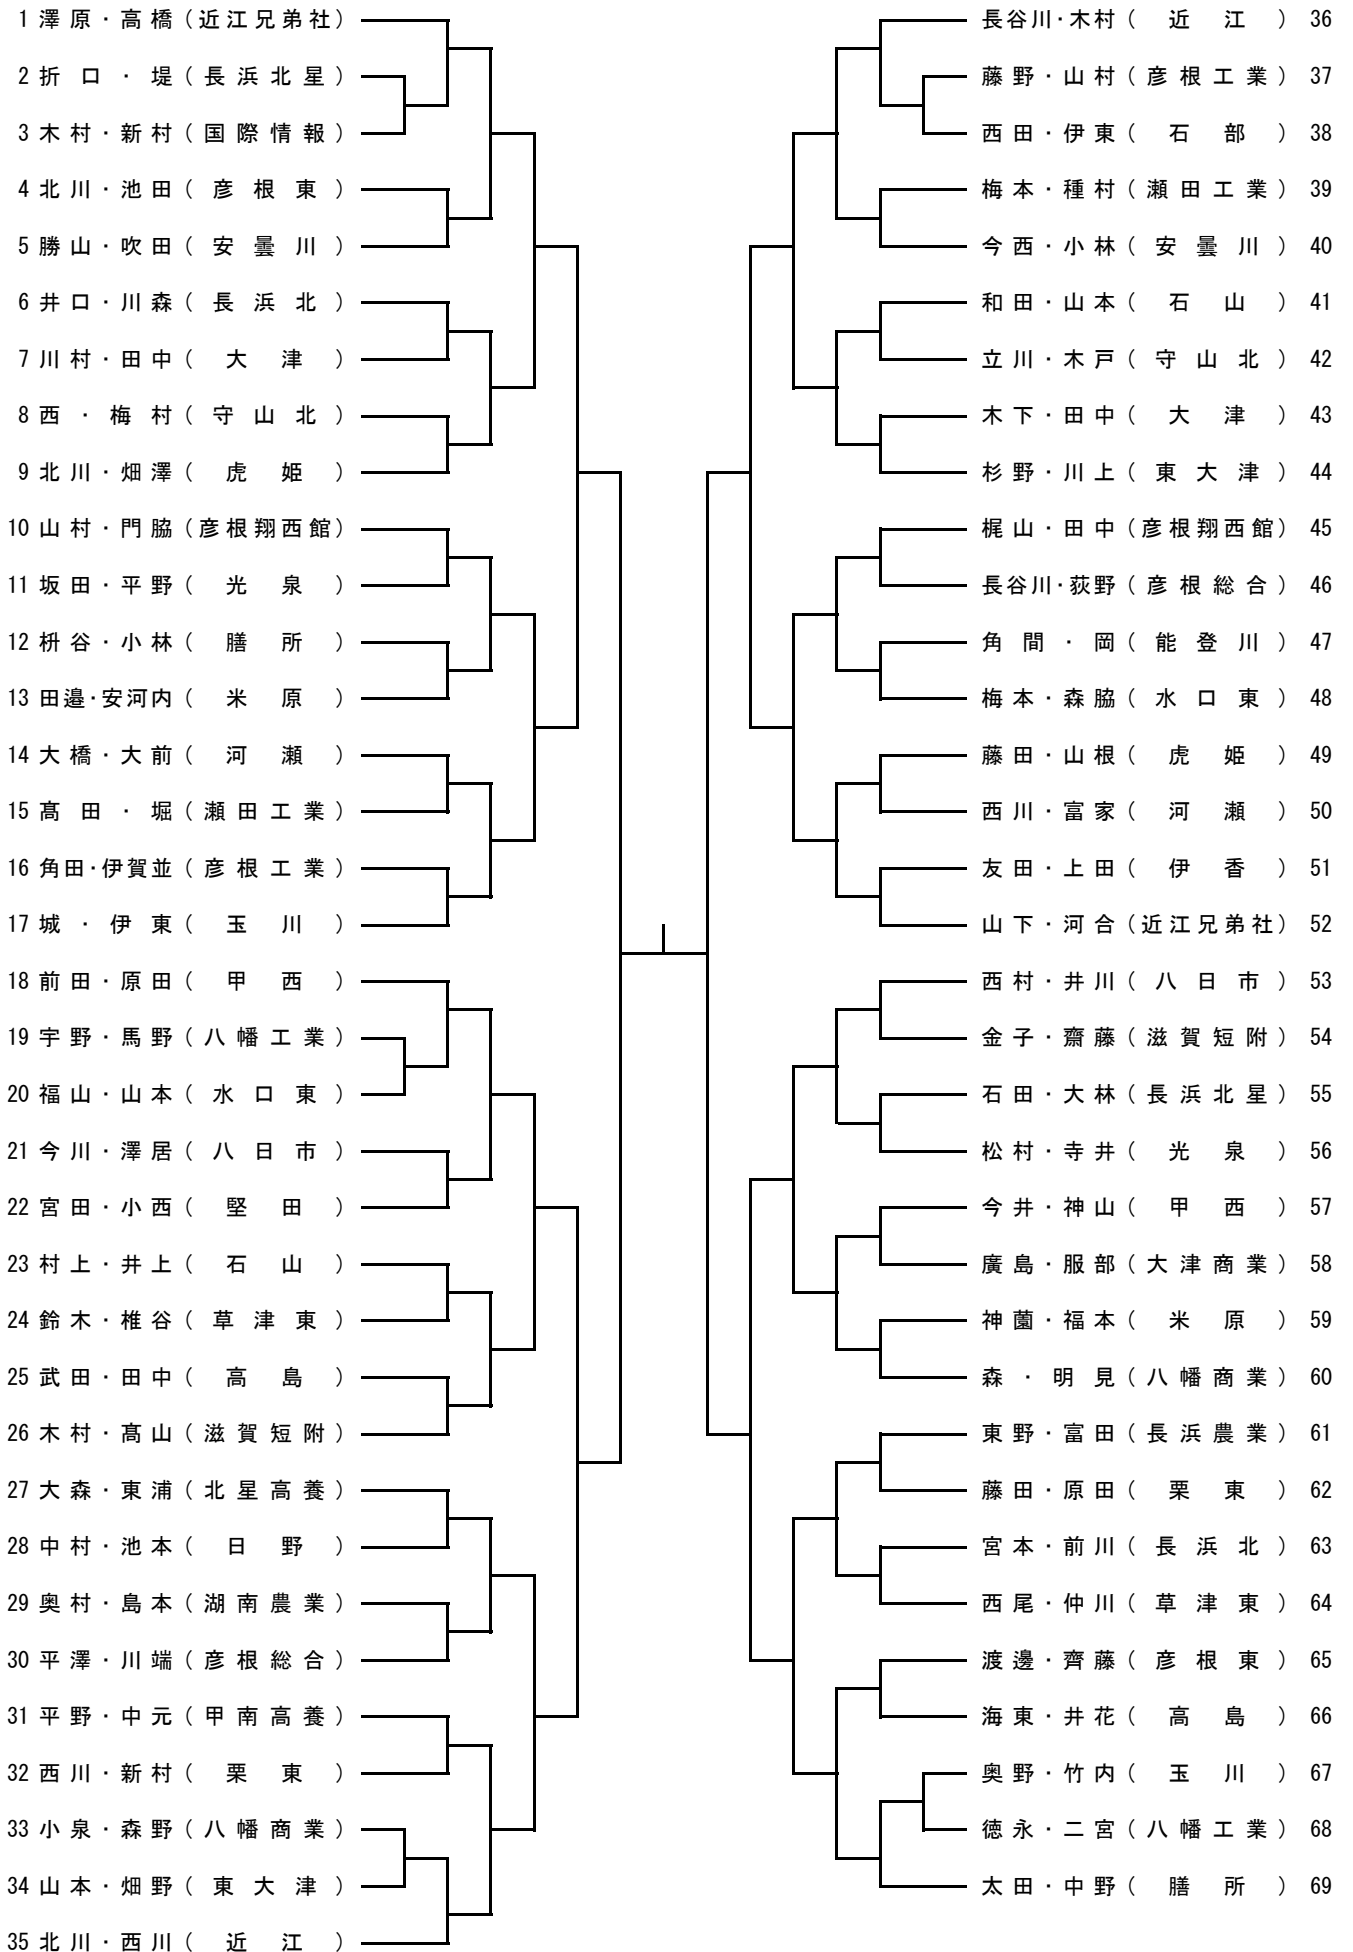 1 澤原・高橋(近江兄弟社)
2 折口・堤(長浜北星)
3 木村・新村(国際情報)
4 北川・池田(彦根東)
5 勝山・吹田(安曇川)
6 井口・川森(長浜北)
7 川村・田中(大津)
8 西・梅村(守山北)
9 北川・畑澤(虎姫)
10 山村・門脇(彦根翔西館)
11 坂田・平野(光泉)
12 枡谷・小林(膳所)
13 田邉・安河内(米原)
14 大橋・大前(河瀬)
15 髙田・堀(瀬田工業)
16 角田・伊賀並(彦根工業)
17 城・伊東(玉川)
18 前田・原田(甲西)
19 宇野・馬野(八幡工業)
20 福山・山本(水口東)
21 今川・澤居(八日市)
22 宮田・小西(堅田)
23 村上・井上(石山)
24 鈴木・椎谷(草津東)
25 武田・田中(高島)
26 木村・髙山(滋賀短附)
27 大森・東浦(北星高養)
28 中村・池本(日野)
29 奥村・島本(湖南農業)
30 平澤・川端(彦根総合)
31 平野・中元(甲南高養)
32 西川・新村(栗東)
33 小泉・森野(八幡商業)
34 山本・畑野(東大津)
35 北川・西川(近江)
長谷川・木村(近江) 36
藤野・山村(彦根工業) 37
西田・伊東(石部) 38
梅本・種村(瀬田工業) 39
今西・小林(安曇川) 40
和田・山本(石山) 41
立川・木戸(守山北) 42
木下・田中(大津) 43
杉野・川上(東大津) 44
梶山・田中(彦根翔西館) 45
長谷川・荻野(彦根総合) 46
角間・岡(能登川) 47
梅本・森脇(水口東) 48
藤田・山根(虎姫) 49
西川・富家(河瀬) 50
友田・上田(伊香) 51
山下・河合(近江兄弟社) 52
西村・井川(八日市) 53
金子・齋藤(滋賀短附) 54
石田・大林(長浜北星) 55
松村・寺井(光泉) 56
今井・神山(甲西) 57
廣島・服部(大津商業) 58
神薗・福本(米原) 59
森・明見(八幡商業) 60
東野・富田(長浜農業) 61
藤田・原田(栗東) 62
宮本・前川(長浜北) 63
西尾・仲川(草津東) 64
渡邊・齊藤(彦根東) 65
海東・井花(高島) 66
奥野・竹内(玉川) 67
徳永・二宮(八幡工業) 68
太田・中野(膳所) 69